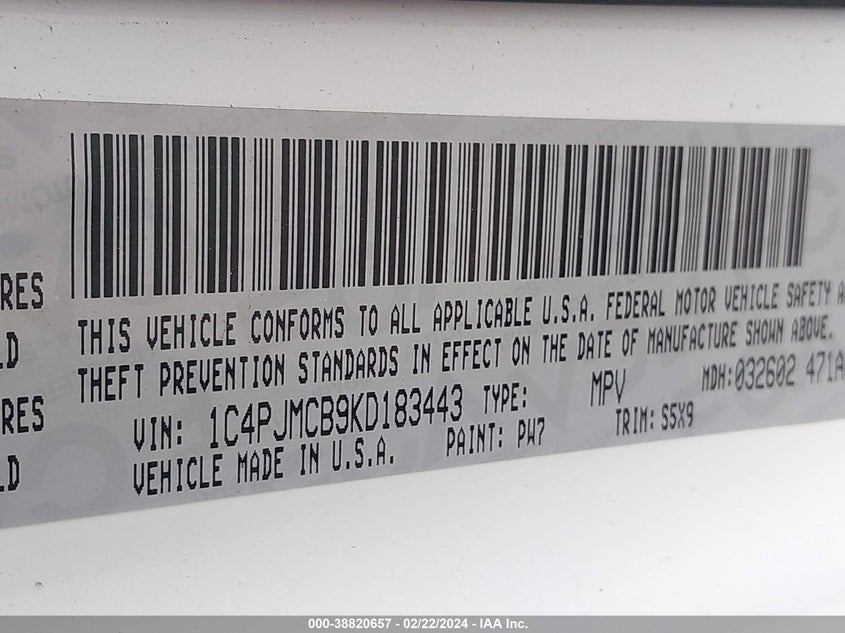 RES
LD
RES
LD
THIS VEHICLE CONFORMS TO ALL APPLICABLE U.S.A. FEDERAL MOTOR VEHICLE SAFETY A
THEFT PREVENTION STANDARDS IN EFFECT ON THE DATE OF MANUFACTURE SHOWN ABOVE.
VIN: 1C4PJMCB9KD183443 TYPE: MPV MDH:032602 471A
VEHICLE MADE IN U.S.A. PAINT: PW7 TRIM: S5X9
000-38820657 - 02/22/2024 - IAA Inc.